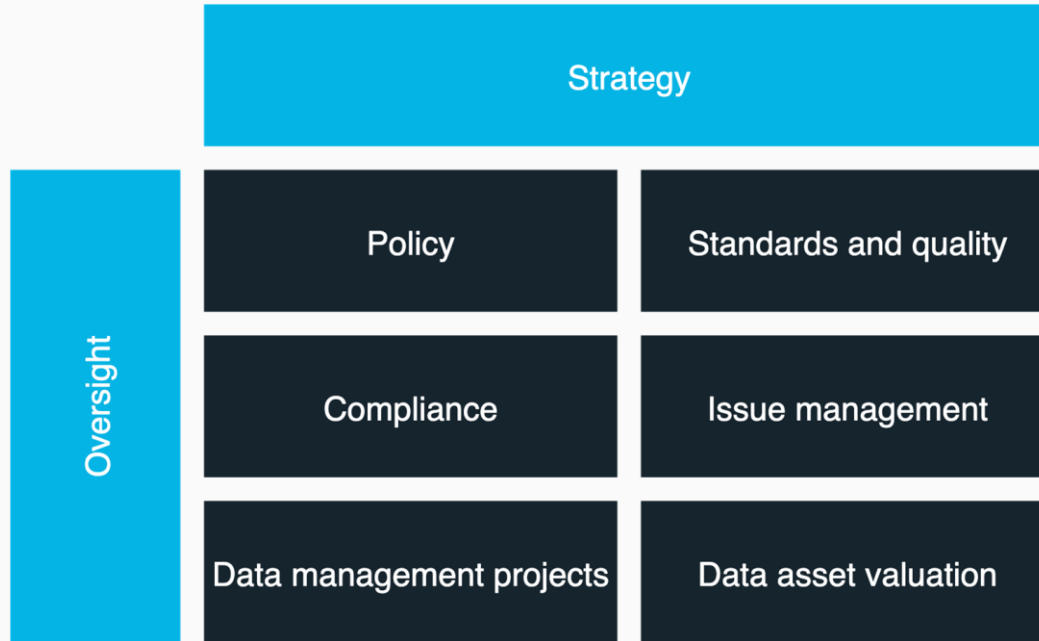 Strategy
Oversight
Policy
Standards and quality
Compliance
Issue management
Data management projects
Data asset valuation